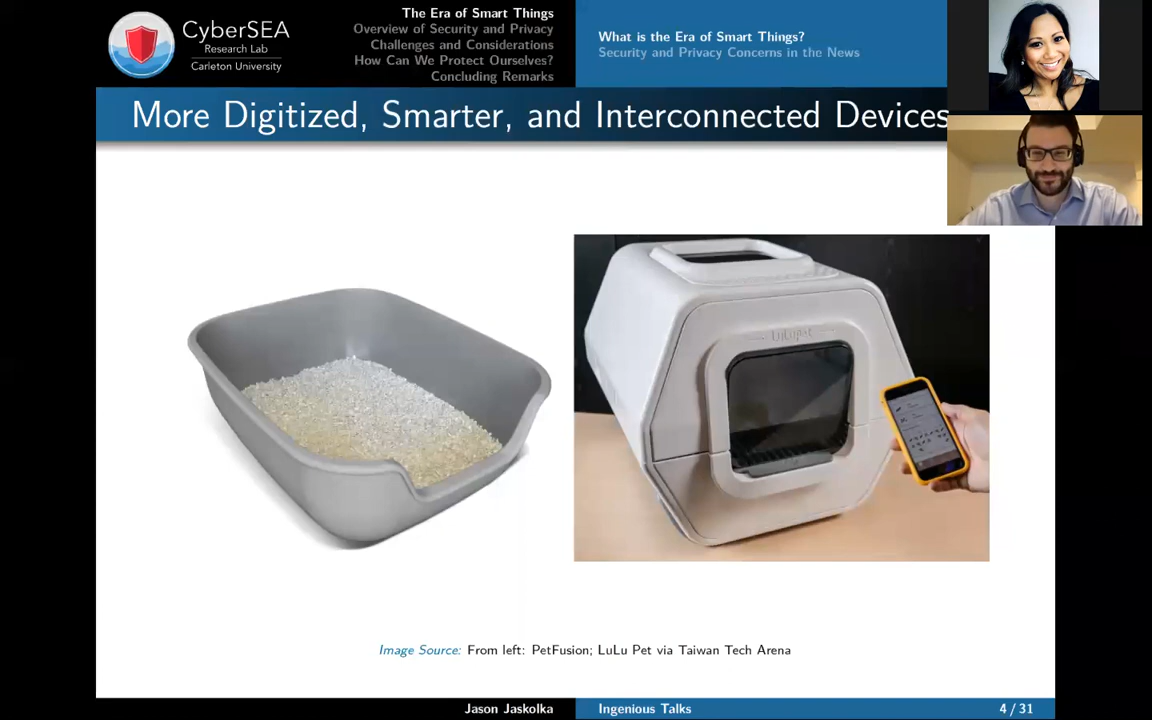 CyberSEA
Research Lab
Carleton University
The Era of Smart Things
Overview of Security and Privacy
Challenges and Considerations
How Can We Protect Ourselves?
Concluding Remarks
What is the Era of Smart Things?
Security and Privacy Concerns in the News
More Digitized, Smarter, and Interconnected Devices
LuLupet
Image Source: From left: PetFusion; LuLu Pet via Taiwan Tech Arena
Jason Jaskolka
Ingenious Talks
4 / 31